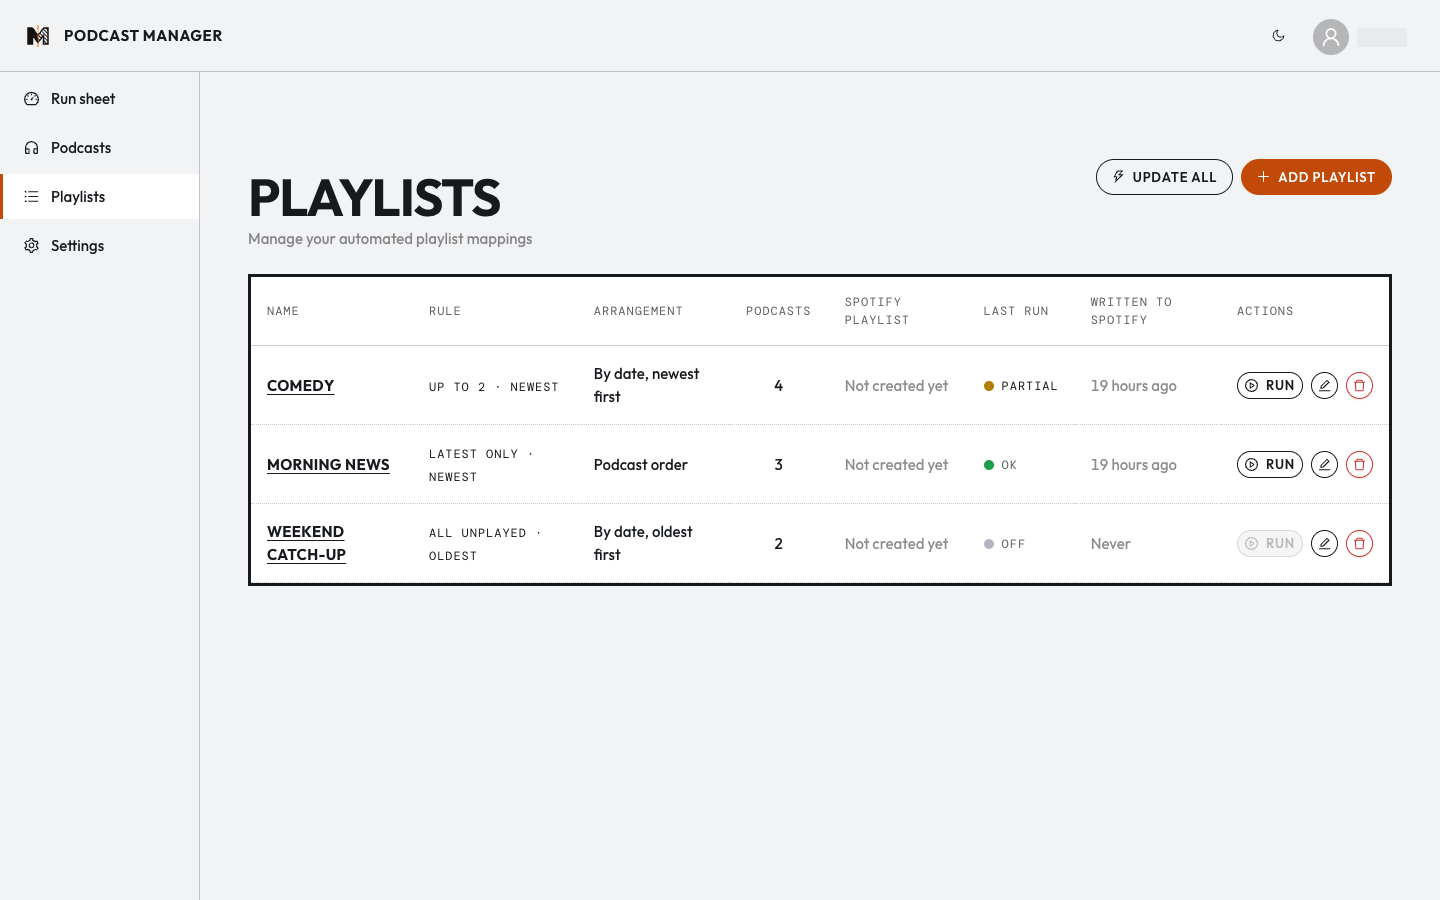 PODCAST MANAGER
Run sheet
Podcasts
Playlists
Settings
UPDATE ALL
ADD PLAYLIST
PLAYLISTS
Manage your automated playlist mappings
NAME RULE ARRANGEMENT PODCASTS SPOTIFY PLAYLIST LAST RUN WRITTEN TO SPOTIFY ACTIONS
COMEDY UP TO 2 · NEWEST By date, newest first 4 Not created yet PARTIAL 19 hours ago RUN
MORNING NEWS LATEST ONLY · NEWEST Podcast order 3 Not created yet OK 19 hours ago RUN
WEEKEND CATCH-UP ALL UNPLAYED · OLDEST By date, oldest first 2 Not created yet OFF Never RUN